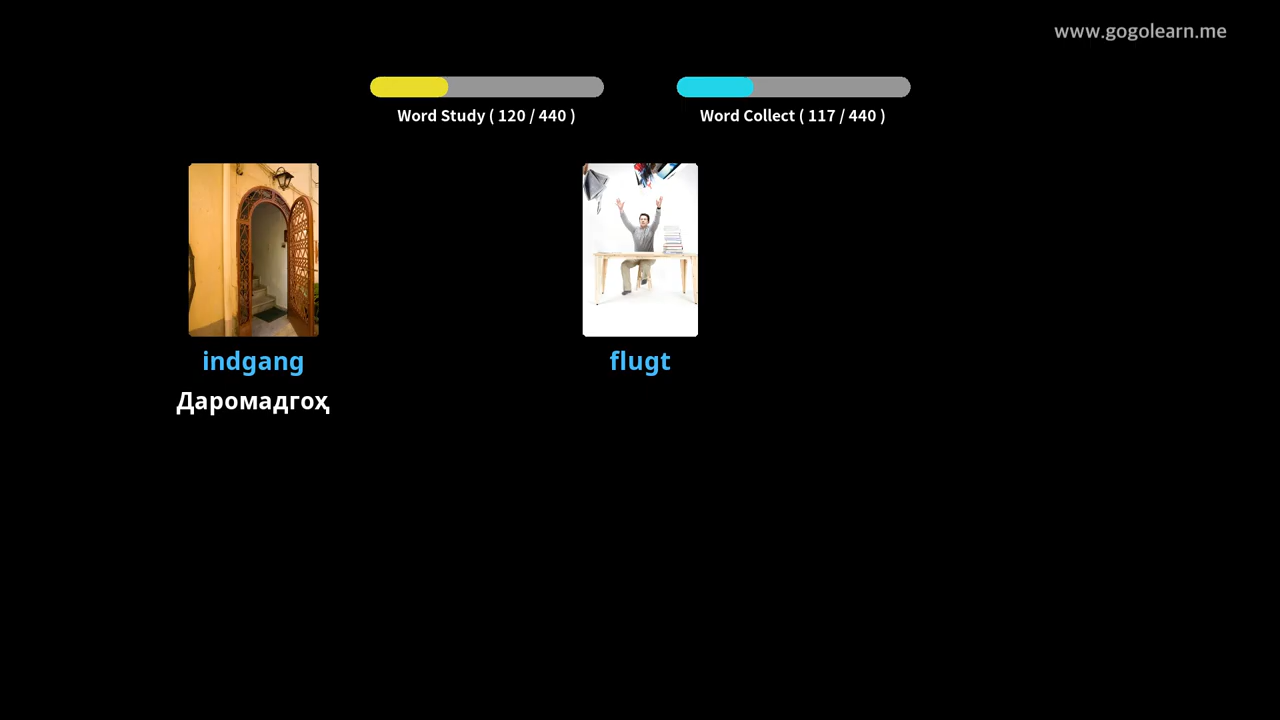 www.gogolearn.me
Word Study ( 120 / 440 )
Word Collect ( 117 / 440 )
indgang
flugt
Даромадгоҳ